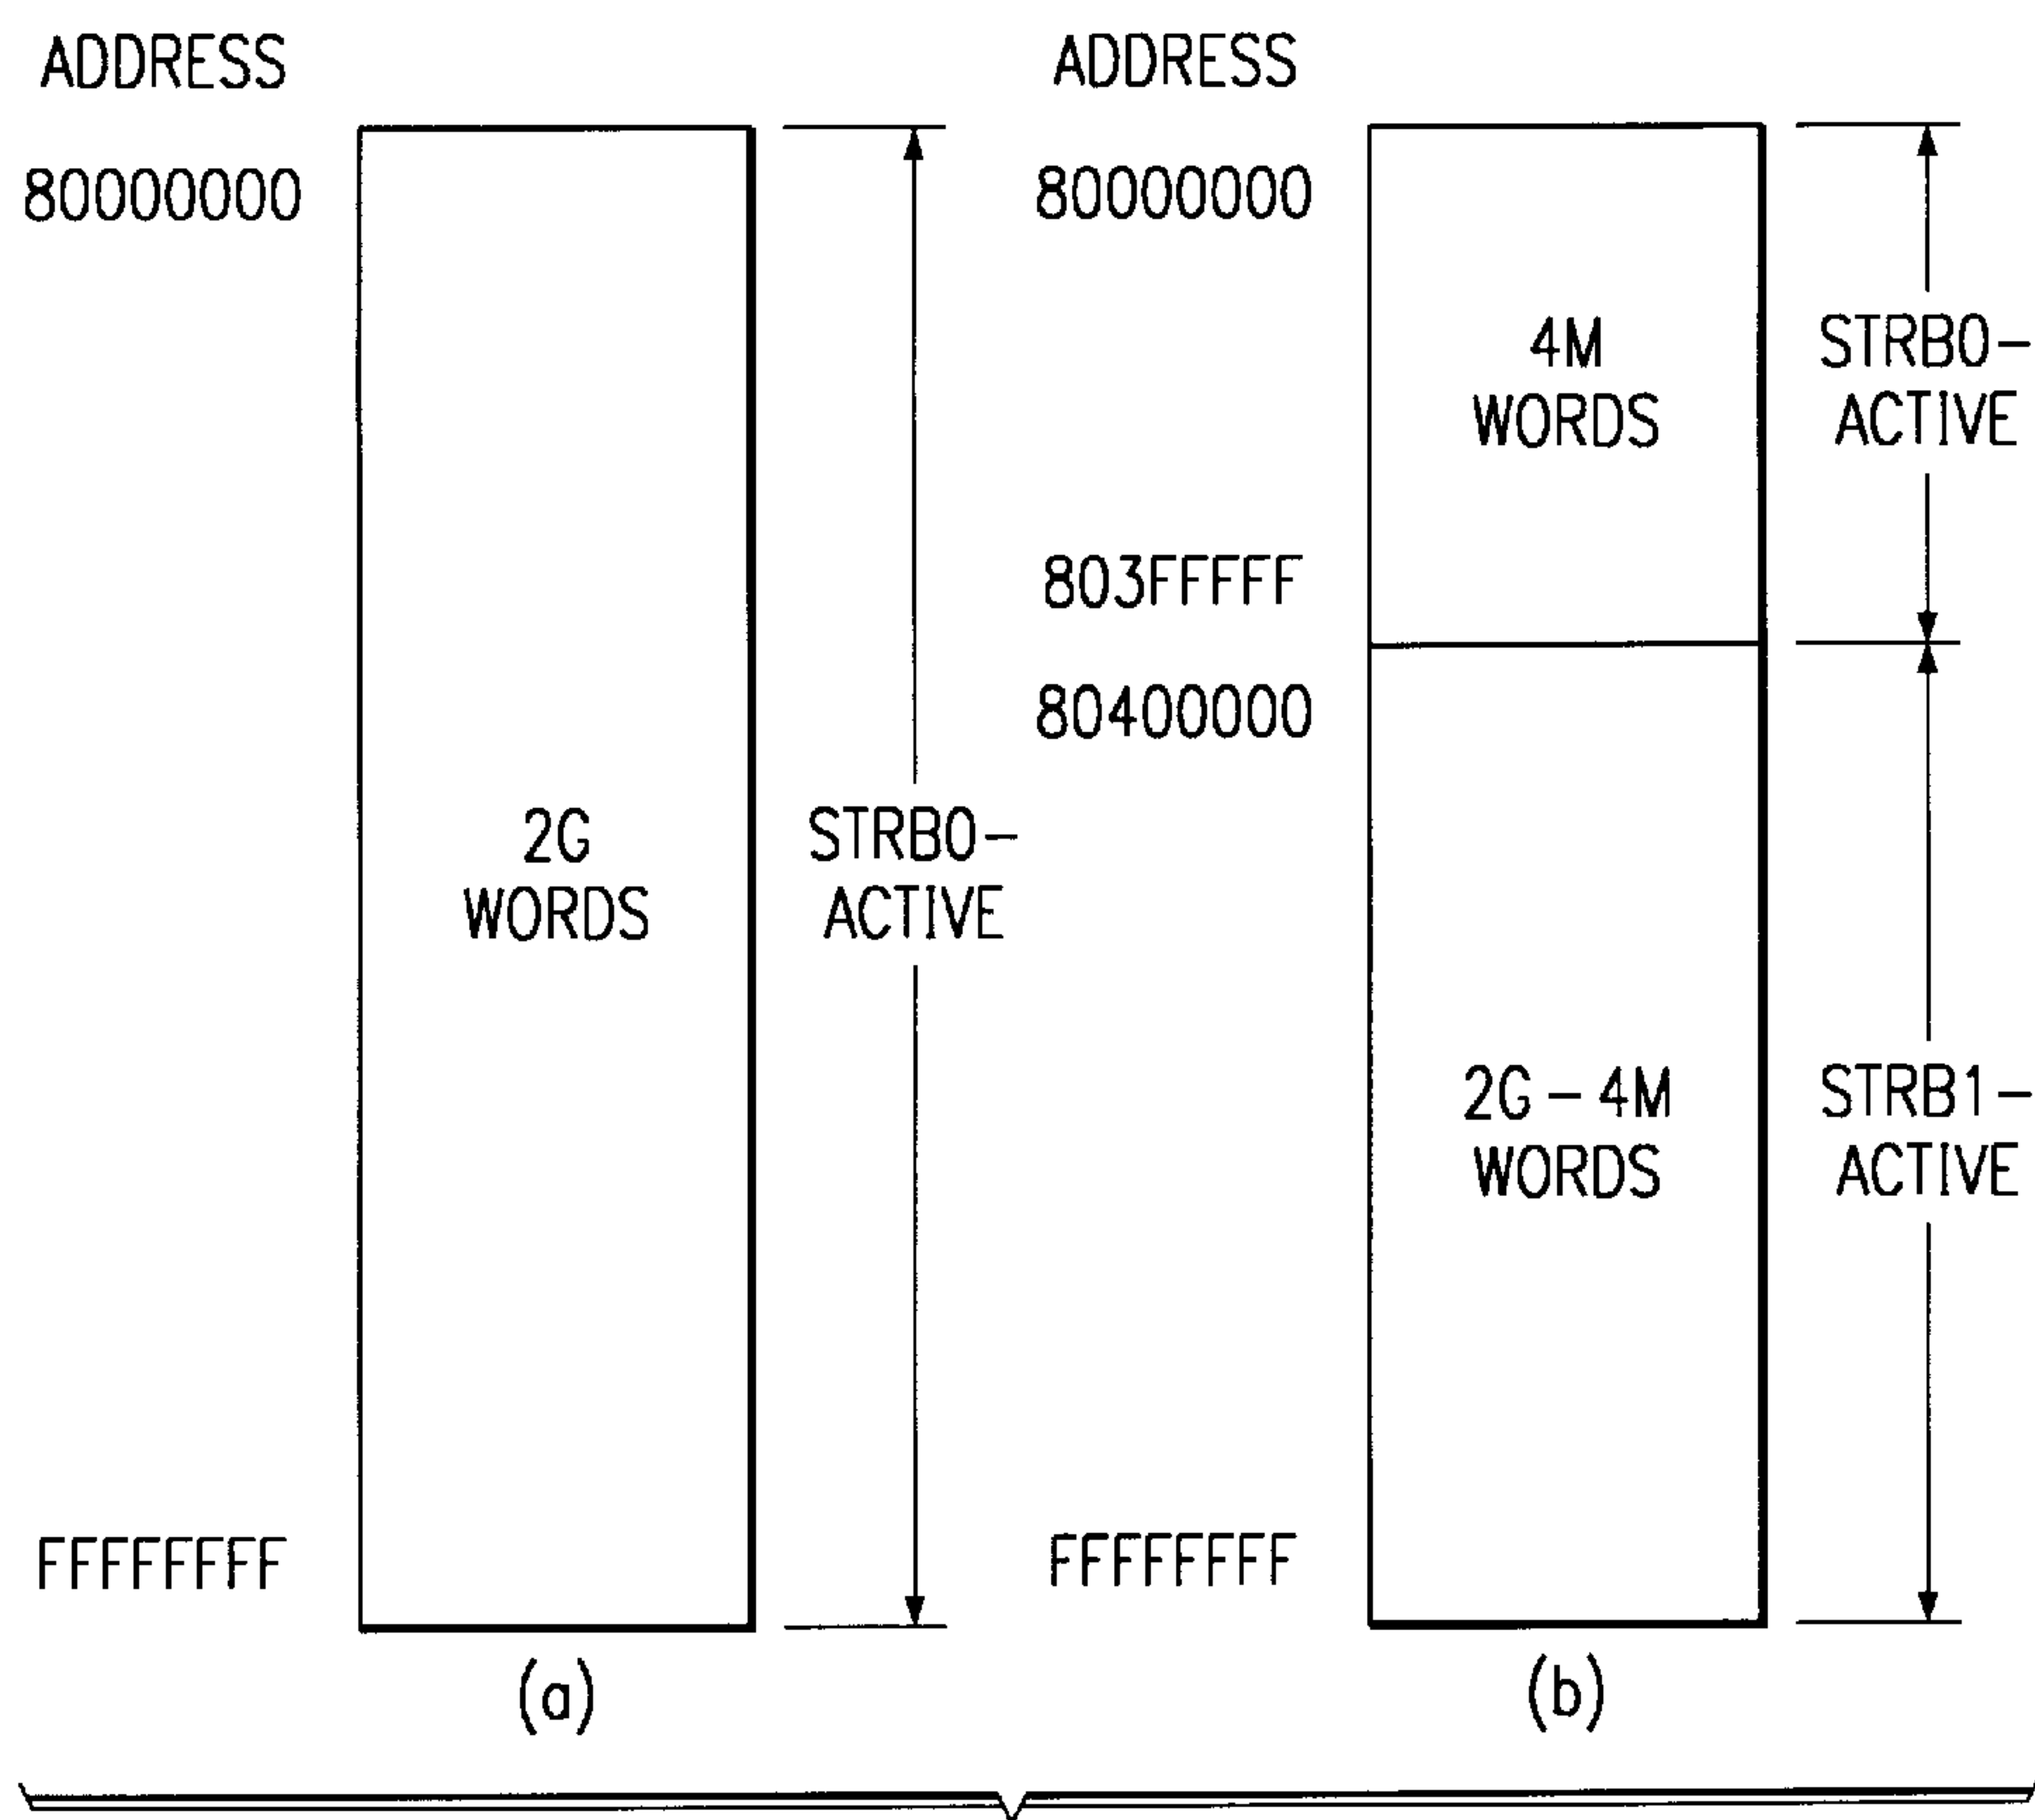 ADDRESS
80000000
2G
WORDS
STRB0-
ACTIVE
FFFFFFFF
(a)
ADDRESS
80000000
4M
WORDS
STRB0-
ACTIVE
803FFFFF
80400000
2G - 4M
WORDS
STRB1-
ACTIVE
FFFFFFFF
(b)